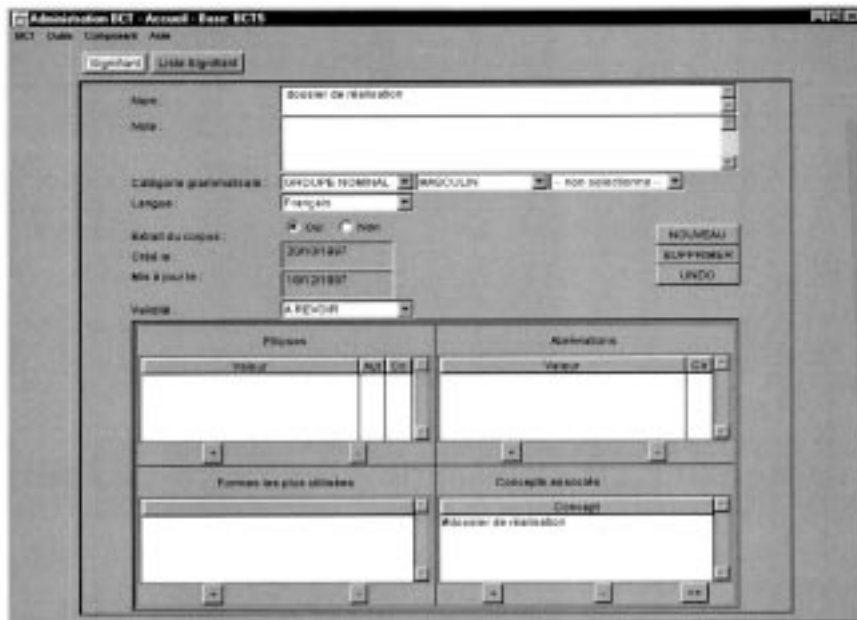 Administration BCT - Accueil - Base: BCTS
BCT Outils Component Aide
Signifiant Liste Signifiant
Nom : dossier de réalisation
Note :
Catégorie grammaticale : GROUPE NOMINAL MASCULIN -- non sélectionné --
Langue : Français
Extrait du corpus : Oui Non
Créé le
Mis à jour le :
Validité : A REVOIR
NOUVEAU
SUPPRIMER
UNDO
Abréviations
Valeur
Valeur
Formes les plus utilisées Concepts associés
Concept
#dossier de réalisation